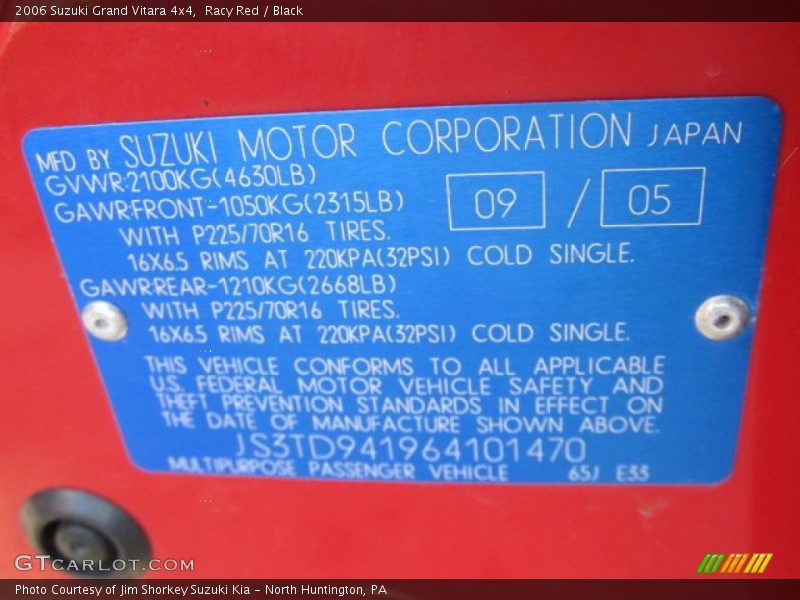 2006 Suzuki Grand Vitara 4x4,  Racy Red / Black
MFD BY SUZUKI MOTOR CORPORATION JAPAN
GVWR:2100KG(4630LB)
GAWR:FRONT-1050KG(2315LB)
09 / 05
WITH P225/70R16 TIRES.
16X6.5 RIMS AT 220KPA(32PSI) COLD SINGLE.
GAWR:REAR-1210KG(2668LB)
WITH P225/70R16 TIRES.
16X6.5 RIMS AT 220KPA(32PSI) COLD SINGLE.
THIS VEHICLE CONFORMS TO ALL APPLICABLE
U.S. FEDERAL MOTOR VEHICLE SAFETY AND
THEFT PREVENTION STANDARDS IN EFFECT ON
THE DATE OF MANUFACTURE SHOWN ABOVE.
JS3TD941964101470
MULTIPURPOSE PASSENGER VEHICLE 65J E33
GTCARLOT.COM
Photo Courtesy of Jim Shorkey Suzuki Kia - North Huntington, PA